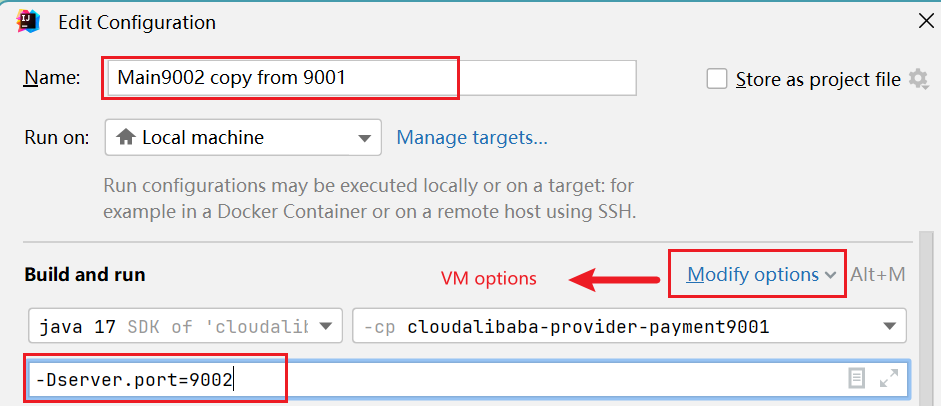 Edit Configuration
Name: Main9002 copy from 9001 Store as project file
Run on: Local machine Manage targets...
Run configurations may be executed locally or on a target: for
example in a Docker Container or on a remote host using SSH.
Build and run VM options Modify options Alt+M
java 17 SDK of 'cloudalib -cp cloudalibaba-provider-payment9001
-Dserver.port=9002